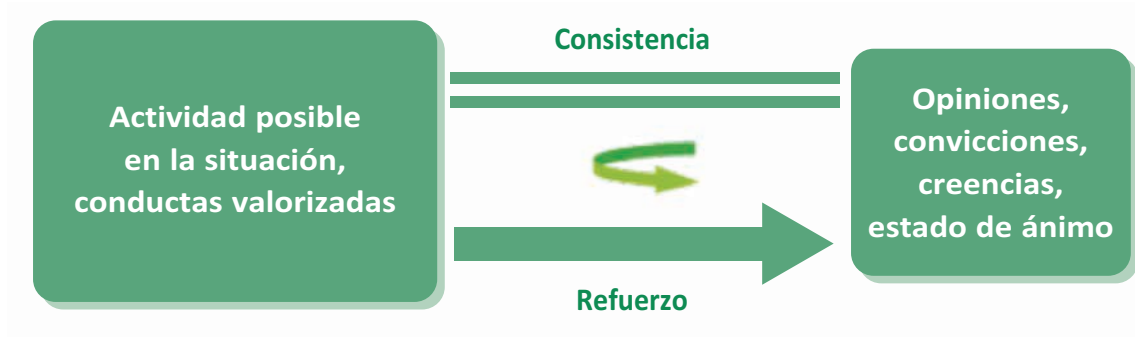 Actividad posible
en la situación,
conductas valorizadas
Consistencia
Refuerzo
Opiniones,
convicciones,
creencias,
estado de ánimo